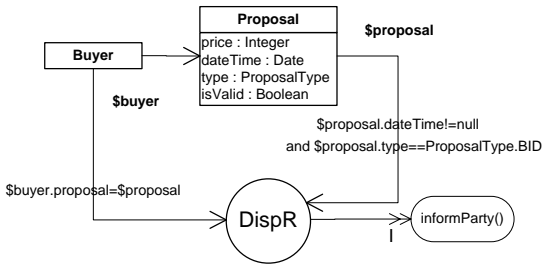 Proposal
$proposal
price : Integer
Buyer
dateTime : Date
type : ProposalType
$buyer
isValid : Boolean
$proposal.dateTime!=null
and $proposal.type==ProposalType.BID
$buyer.proposal=$proposal
DispR
informParty()
I